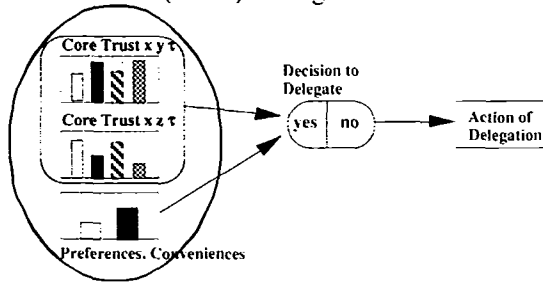 Core Trust x y τ
Core Trust x z τ
Preferences. Conveniences
Decision to
Delegate
yes no
Action of
Delegation